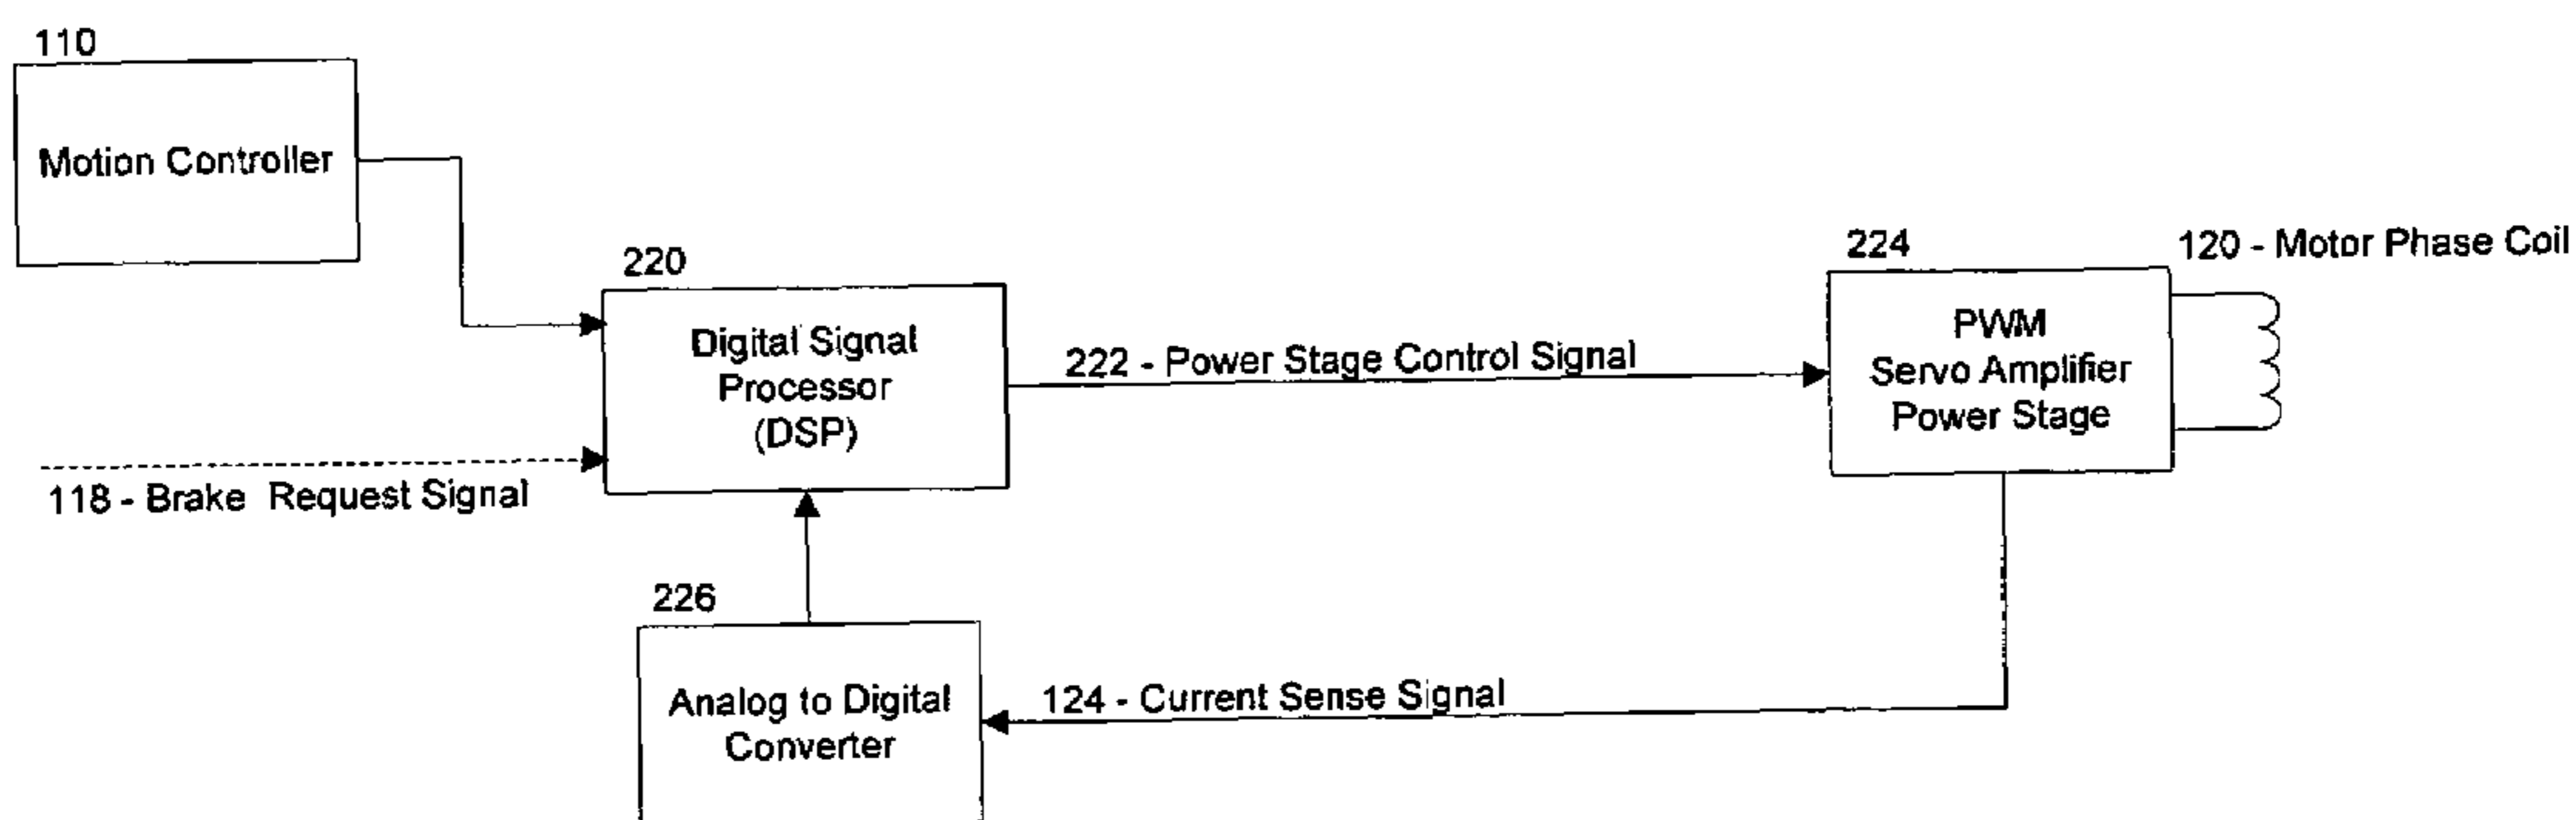 110
Motion Controller
220
Digital Signal
Processor
(DSP)
118 - Brake Request Signal
222 - Power Stage Control Signal
224
PWM
Servo Amplifier
Power Stage
120 - Motor Phase Coil
226
Analog to Digital
Converter
124 - Current Sense Signal